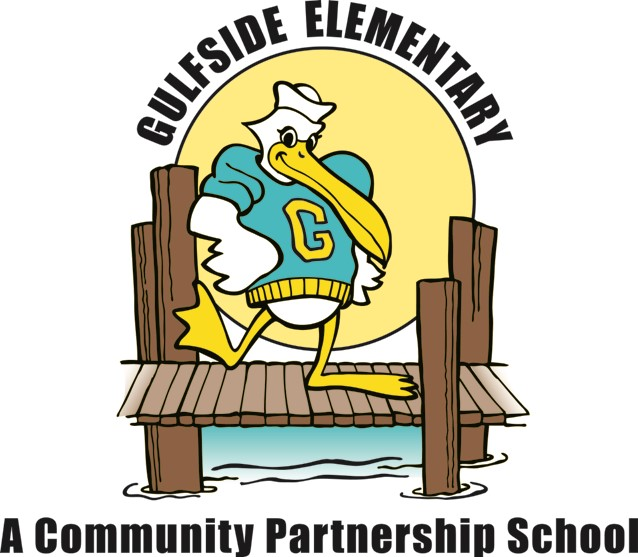 GULFSIDE ELEMENTARY
G
A Community Partnership School